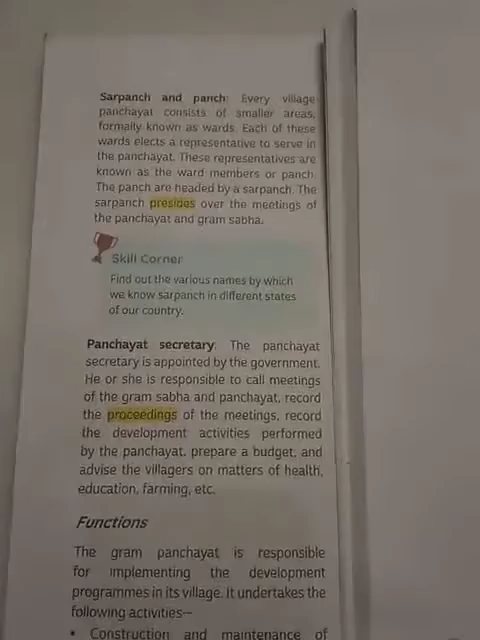 Sarpanch and panch: Every village
panchayat consists of smaller areas,
formally known as wards. Each of these
wards elects a representative to serve in
the panchayat. These representatives are
known as the ward members or panch.
The panch are headed by a sarpanch. The
sarpanch presides over the meetings of
the panchayat and gram sabha.
Skill Corner
Find out the various names by which
we know sarpanch in different states
of our country.
Panchayat secretary: The panchayat
secretary is appointed by the government.
He or she is responsible to call meetings
of the gram sabha and panchayat, record
the proceedings of the meetings, record
the development activities performed
by the panchayat, prepare a budget, and
advise the villagers on matters of health,
education, farming, etc.
Functions
The gram panchayat is responsible
for implementing the development
programmes in its village. It undertakes the
following activities—
• Construction and maintenance of